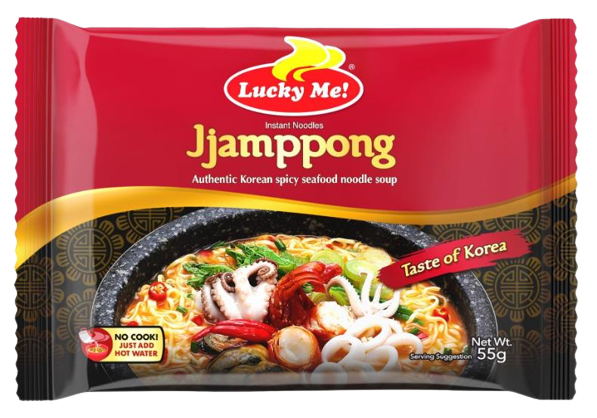 Lucky Me!®
Instant Noodles
Jjamppong
Authentic Korean spicy seafood noodle soup
Taste of Korea
NO COOK!
JUST ADD
HOT WATER
Serving Suggestion
Net Wt.
55g